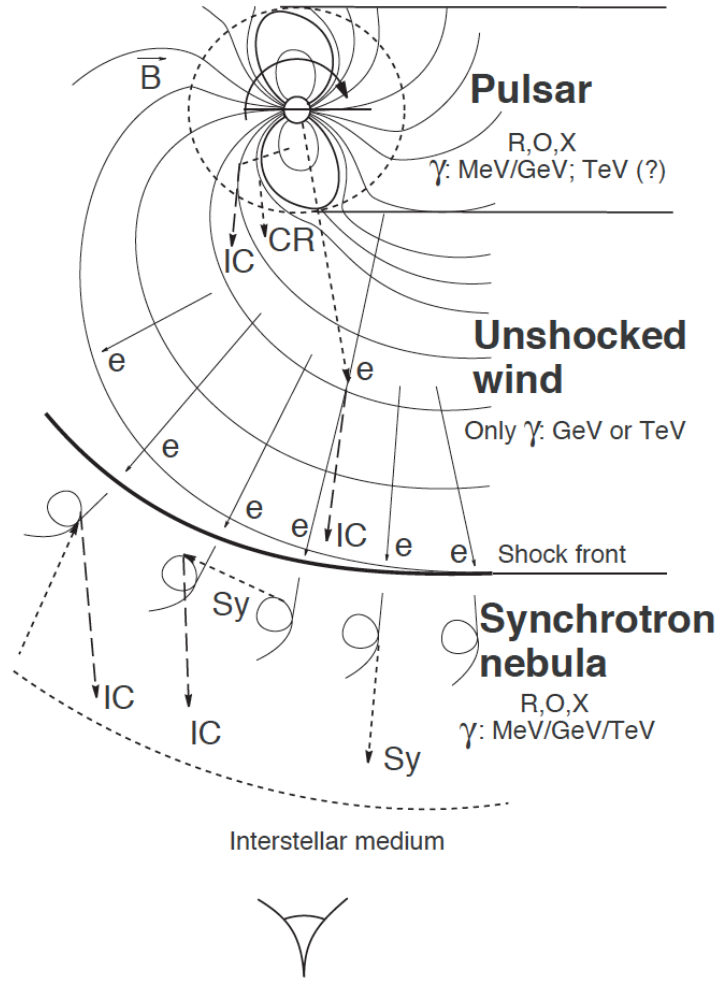 B
Pulsar
R,O,X
γ: MeV/GeV; TeV (?)
IC
CR
Unshocked
wind
Only γ: GeV or TeV
e
e
e
e
e
IC
e
e
Shock front
Sy
Synchrotron
nebula
R,O,X
γ: MeV/GeV/TeV
IC
IC
Sy
Interstellar medium